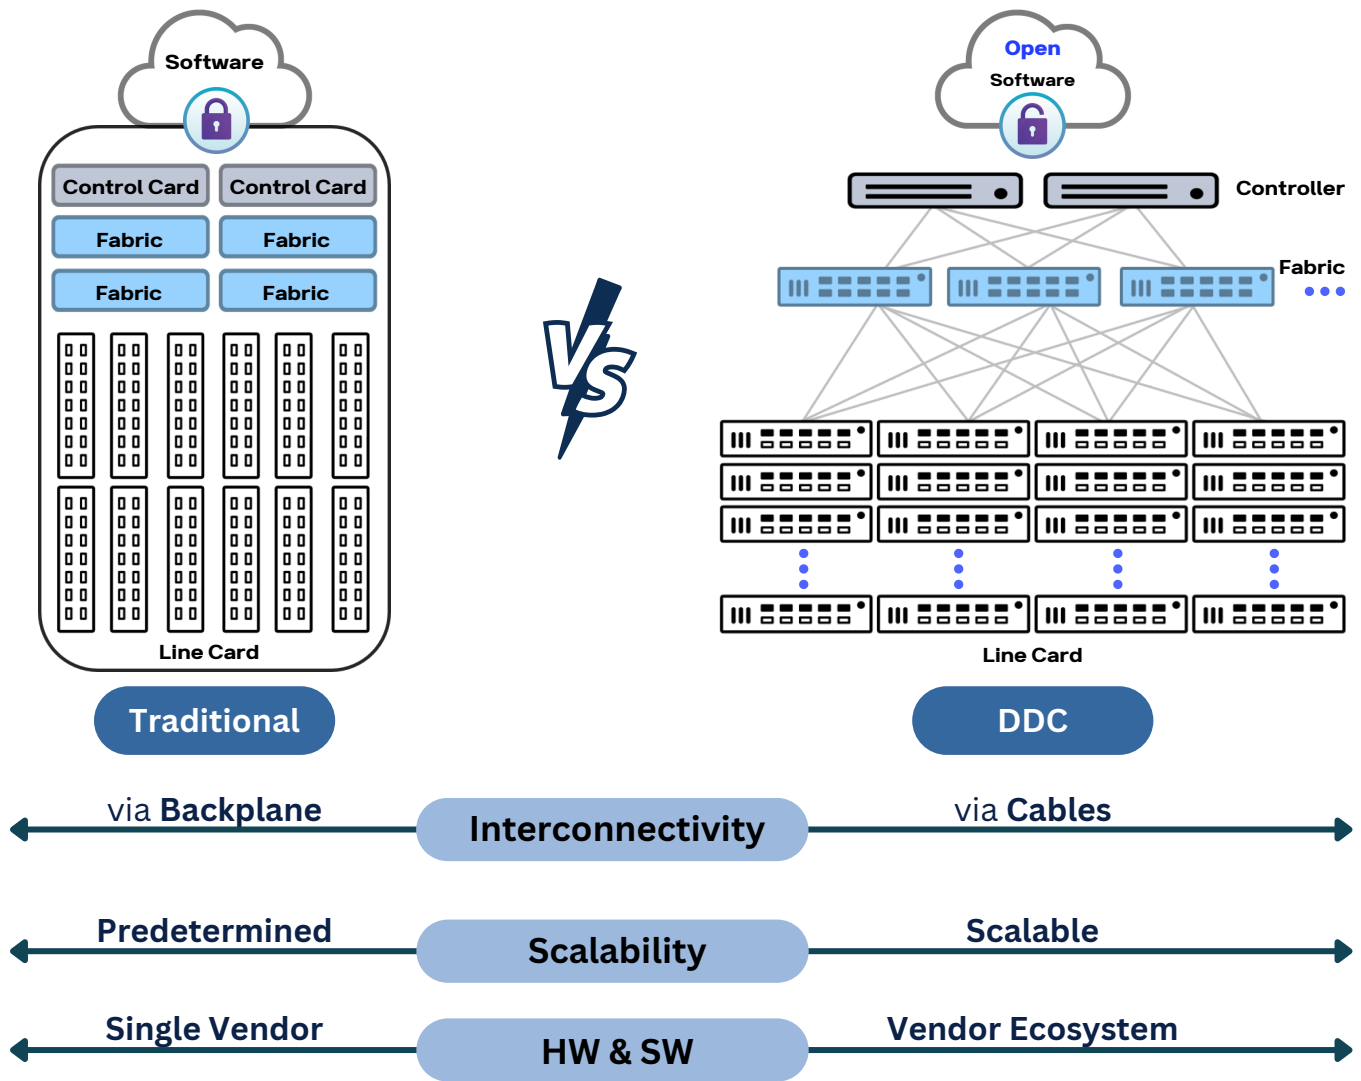 Software
Control Card
Control Card
Fabric
Fabric
Fabric
Fabric
Line Card
Traditional
VS
Open
Software
Controller
Fabric
Line Card
DDC
via Backplane
Interconnectivity
via Cables
Predetermined
Scalability
Scalable
Single Vendor
HW & SW
Vendor Ecosystem